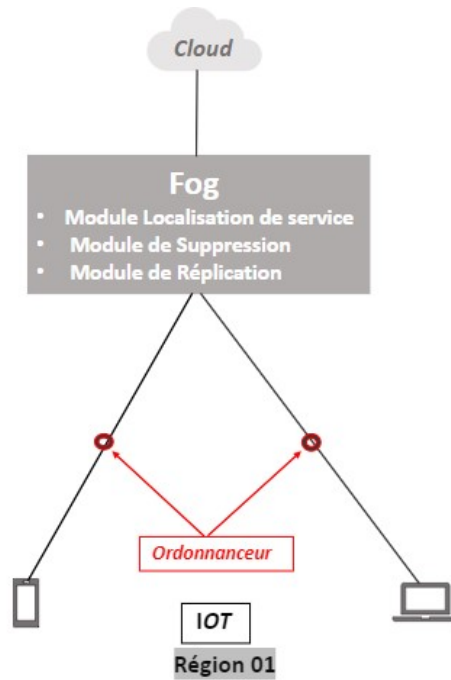 Cloud
Fog
• Module Localisation de service
• Module de Suppression
• Module de Réplication
Ordonnanceur
IOT
Région 01